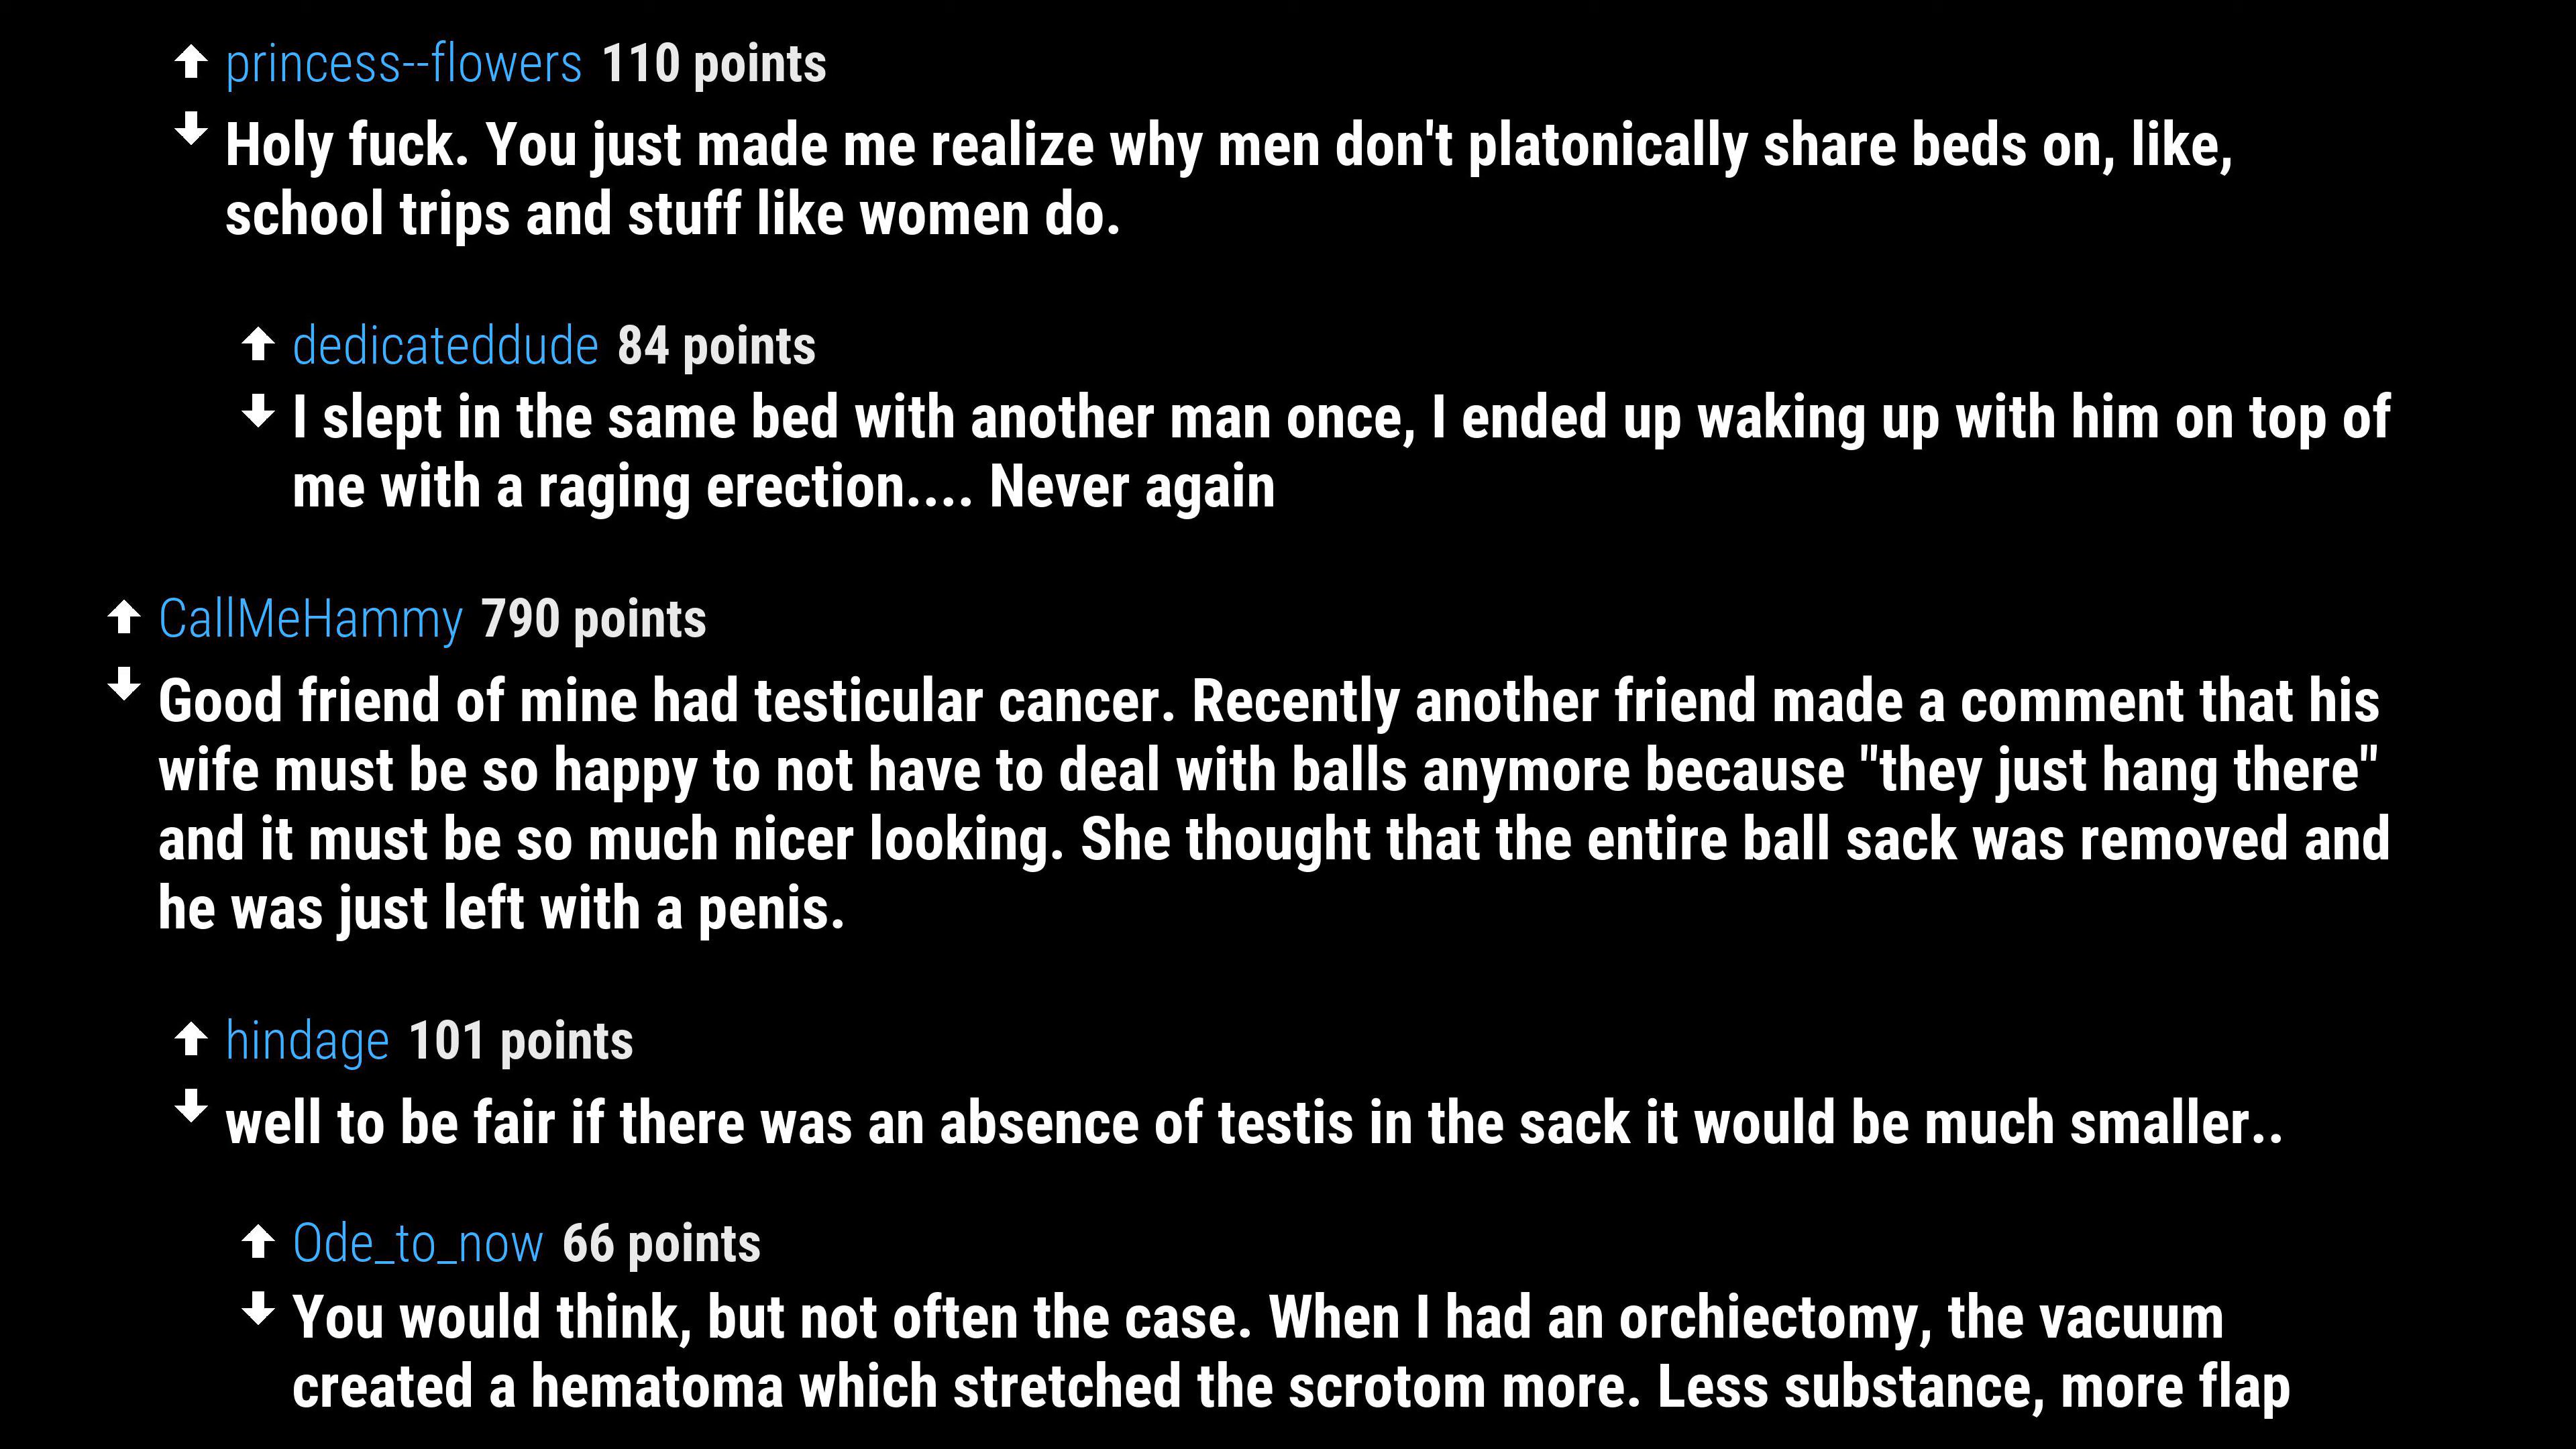 princess--flowers 110 points
Holy fuck. You just made me realize why men don't platonically share beds on, like,
school trips and stuff like women do.
dedicateddude 84 points
I slept in the same bed with another man once, I ended up waking up with him on top of
me with a raging erection.... Never again
CallMeHammy 790 points
Good friend of mine had testicular cancer. Recently another friend made a comment that his
wife must be so happy to not have to deal with balls anymore because "they just hang there"
and it must be so much nicer looking. She thought that the entire ball sack was removed and
he was just left with a penis.
hindage 101 points
well to be fair if there was an absence of testis in the sack it would be much smaller..
Ode_to_now 66 points
You would think, but not often the case. When I had an orchiectomy, the vacuum
created a hematoma which stretched the scrotom more. Less substance, more flap